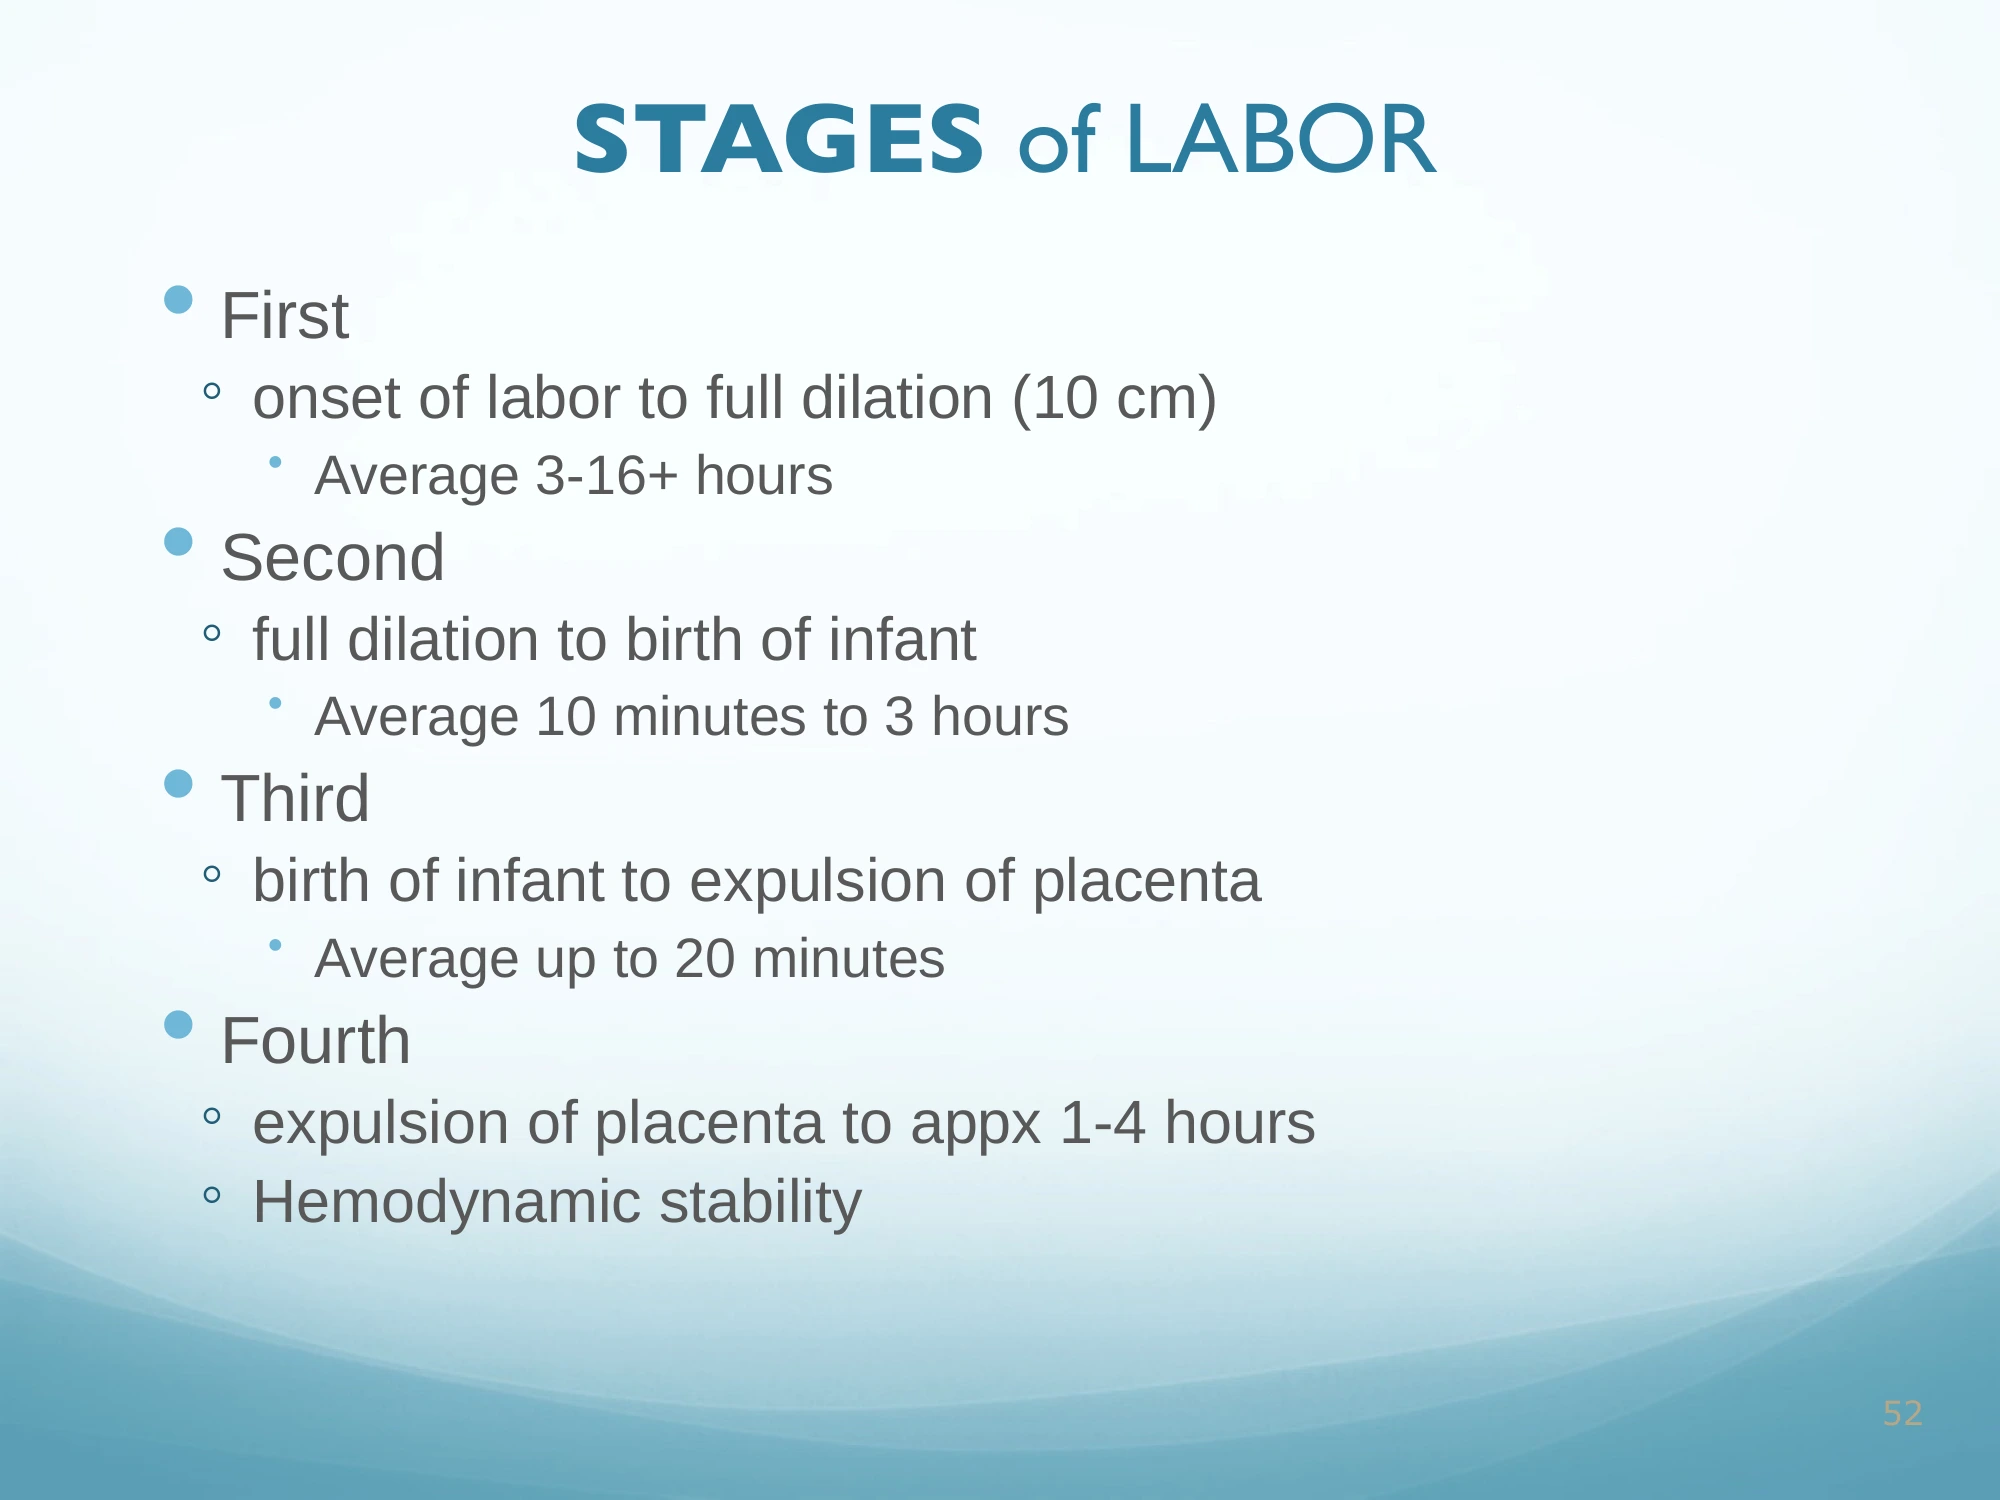 STAGES of LABOR
• First
◦ onset of labor to full dilation (10 cm)
• Average 3-16+ hours
• Second
◦ full dilation to birth of infant
• Average 10 minutes to 3 hours
• Third
◦ birth of infant to expulsion of placenta
• Average up to 20 minutes
• Fourth
◦ expulsion of placenta to appx 1-4 hours
◦ Hemodynamic stability
52